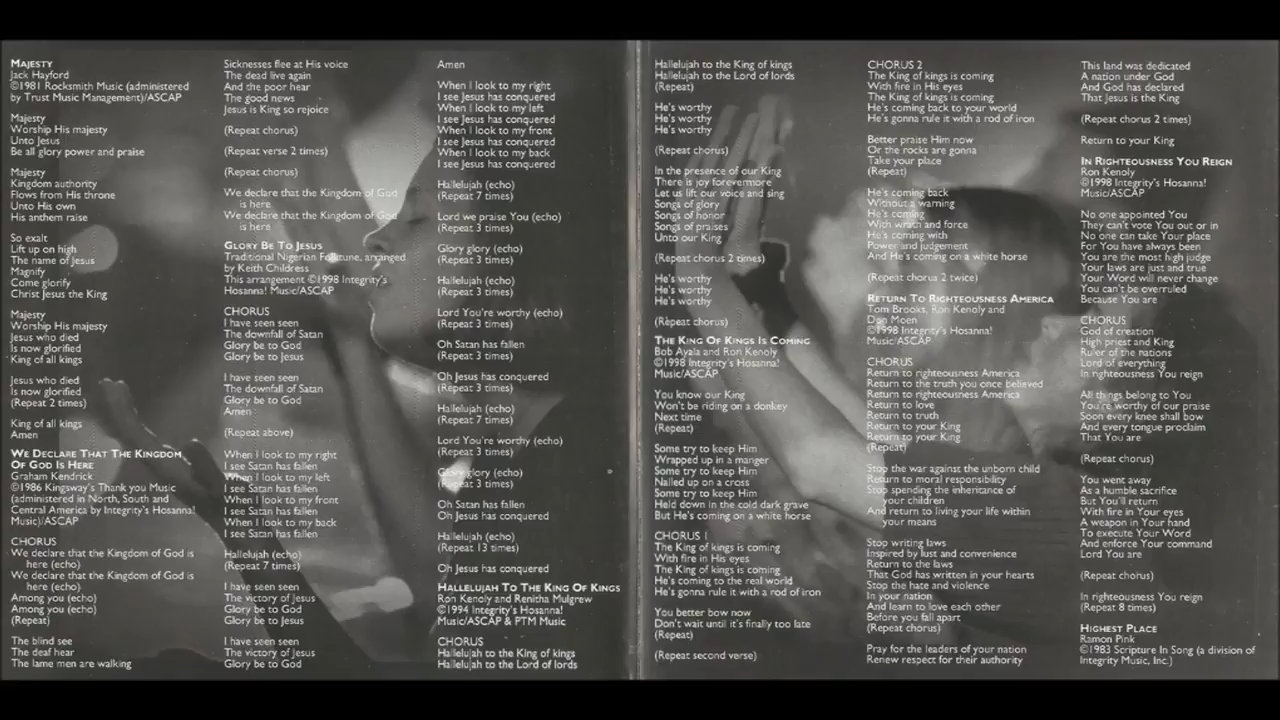 MAJESTY
Jack Hayford
©1981 Rocksmith Music (administered
by Trust Music Management)/ASCAP
Majesty
Worship His majesty
Unto Jesus
Be all glory power and praise
Majesty
Kingdom authority
Flows from His throne
Unto His own
His anthem raise
So exalt
Lift up on high
The name of Jesus
Magnify
Come glorify
Christ Jesus the King
Majesty
Worship His majesty
Jesus who died
Is now glorified
King of all kings
Jesus who died
Is now glorified
(Repeat 2 times)
King of all kings
Amen
WE DECLARE THAT THE KINGDOM
OF GOD IS HERE
Graham Kendrick
©1986 Kingsway's Thank you Music
(administered in North, South and
Central America by Integrity's Hosanna!
Music)/ASCAP
CHORUS
We declare that the Kingdom of God is
here (echo)
We declare that the Kingdom of God is
here (echo)
Among you (echo)
Among you (echo)
(Repeat)
The blind see
The deaf hear
The lame men are walking
Sicknesses flee at His voice
The dead live again
And the poor hear
The good news
Jesus is King so rejoice
(Repeat chorus)
(Repeat verse 2 times)
(Repeat chorus)
We declare that the Kingdom of God
is here
We declare that the Kingdom of God
is here
GLORY BE TO JESUS
Traditional Nigerian Folktune, arranged
by Keith Childress
This arrangement ©1998 Integrity's
Hosanna! Music/ASCAP
CHORUS
I have seen seen
The downfall of Satan
Glory be to God
Glory be to Jesus
I have seen seen
The downfall of Satan
Glory be to God
Amen
(Repeat above)
When I look to my right
I see Satan has fallen
When I look to my left
I see Satan has fallen
When I look to my front
I see Satan has fallen
When I look to my back
I see Satan has fallen
Hallelujah (echo)
(Repeat 7 times)
I have seen seen
The victory of Jesus
Glory be to God
Glory be to Jesus
I have seen seen
The victory of Jesus
Glory be to God
Amen
When I look to my right
I see Jesus has conquered
When I look to my left
I see Jesus has conquered
When I look to my front
I see Jesus has conquered
When I look to my back
I see Jesus has conquered
Hallelujah (echo)
(Repeat 7 times)
Lord we praise You (echo)
(Repeat 3 times)
Glory glory (echo)
(Repeat 3 times)
Hallelujah (echo)
(Repeat 3 times)
Lord You're worthy (echo)
(Repeat 3 times)
Oh Satan has fallen
(Repeat 3 times)
Oh Jesus has conquered
(Repeat 3 times)
Hallelujah (echo)
(Repeat 7 times)
Lord You're worthy (echo)
(Repeat 3 times)
Glory glory (echo)
(Repeat 3 times)
Oh Satan has fallen
Oh Jesus has conquered
Hallelujah (echo)
(Repeat 13 times)
Oh Jesus has conquered
HALLELUJAH TO THE KING OF KINGS
Ron Kenoly and Renitha Mulgrew
©1994 Integrity's Hosanna!
Music/ASCAP & PTM Music
CHORUS
Hallelujah to the King of kings
Hallelujah to the Lord of lords
Hallelujah to the King of kings
Hallelujah to the Lord of lords
(Repeat)
He's worthy
He's worthy
He's worthy
(Repeat chorus)
In the presence of our King
There is joy forevermore
Let us lift our voice and sing
Songs of glory
Songs of honor
Songs of praises
Unto our King
(Repeat chorus 2 times)
He's worthy
He's worthy
He's worthy
(Repeat chorus)
THE KING OF KINGS IS COMING
Bob Ayala and Ron Kenoly
©1998 Integrity's Hosanna!
Music/ASCAP
You know our King
Won't be riding on a donkey
Next time
(Repeat)
Some try to keep Him
Wrapped up in a manger
Some try to keep Him
Nailed up on a cross
Some try to keep Him
Held down in the cold dark grave
But He's coming on a white horse
CHORUS 1
The King of kings is coming
With fire in His eyes
The King of kings is coming
He's coming to the real world
He's gonna rule it with a rod of iron
You better bow now
Don't wait until it's finally too late
(Repeat)
(Repeat second verse)
CHORUS 2
The King of kings is coming
With fire in His eyes
The King of kings is coming
He's coming back to your world
He's gonna rule it with a rod of iron
Better praise Him now
Or the rocks are gonna
Take your place
(Repeat)
He's coming back
Without a warning
He's coming
With wrath and force
He's coming with
Power and judgement
And He's coming on a white horse
(Repeat chorus 2 twice)
RETURN TO RIGHTEOUSNESS AMERICA
Tom Brooks, Ron Kenoly and
Don Moen
©1998 Integrity's Hosanna!
Music/ASCAP
CHORUS
Return to righteousness America
Return to the truth you once believed
Return to righteousness America
Return to love
Return to truth
Return to your King
Return to your King
(Repeat)
Stop the war against the unborn child
Return to moral responsibility
Stop spending the inheritance of
your children
And return to living your life within
your means
Stop writing laws
Inspired by lust and convenience
Return to the laws
That God has written in your hearts
Stop the hate and violence
In your nation
And learn to love each other
Before you fall apart
(Repeat chorus)
Pray for the leaders of your nation
Renew respect for their authority
This land was dedicated
A nation under God
And God has declared
That Jesus is the King
(Repeat chorus 2 times)
Return to your King
IN RIGHTEOUSNESS YOU REIGN
Ron Kenoly
©1998 Integrity's Hosanna!
Music/ASCAP
No one appointed You
They can't vote You out or in
No one can take Your place
For You have always been
You are the most high judge
Your laws are just and true
Your Word will never change
You can't be overruled
Because You are
CHORUS
God of creation
High priest and King
Ruler of the nations
Lord of everything
In righteousness You reign
All things belong to You
You're worthy of our praise
Soon every knee shall bow
And every tongue proclaim
That You are
(Repeat chorus)
You went away
As a humble sacrifice
But You'll return
With fire in Your eyes
A weapon in Your hand
To execute Your Word
And enforce Your command
Lord You are
(Repeat chorus)
In righteousness You reign
(Repeat 8 times)
HIGHEST PLACE
Ramon Pink
©1983 Scripture In Song (a division of
Integrity Music, Inc.)